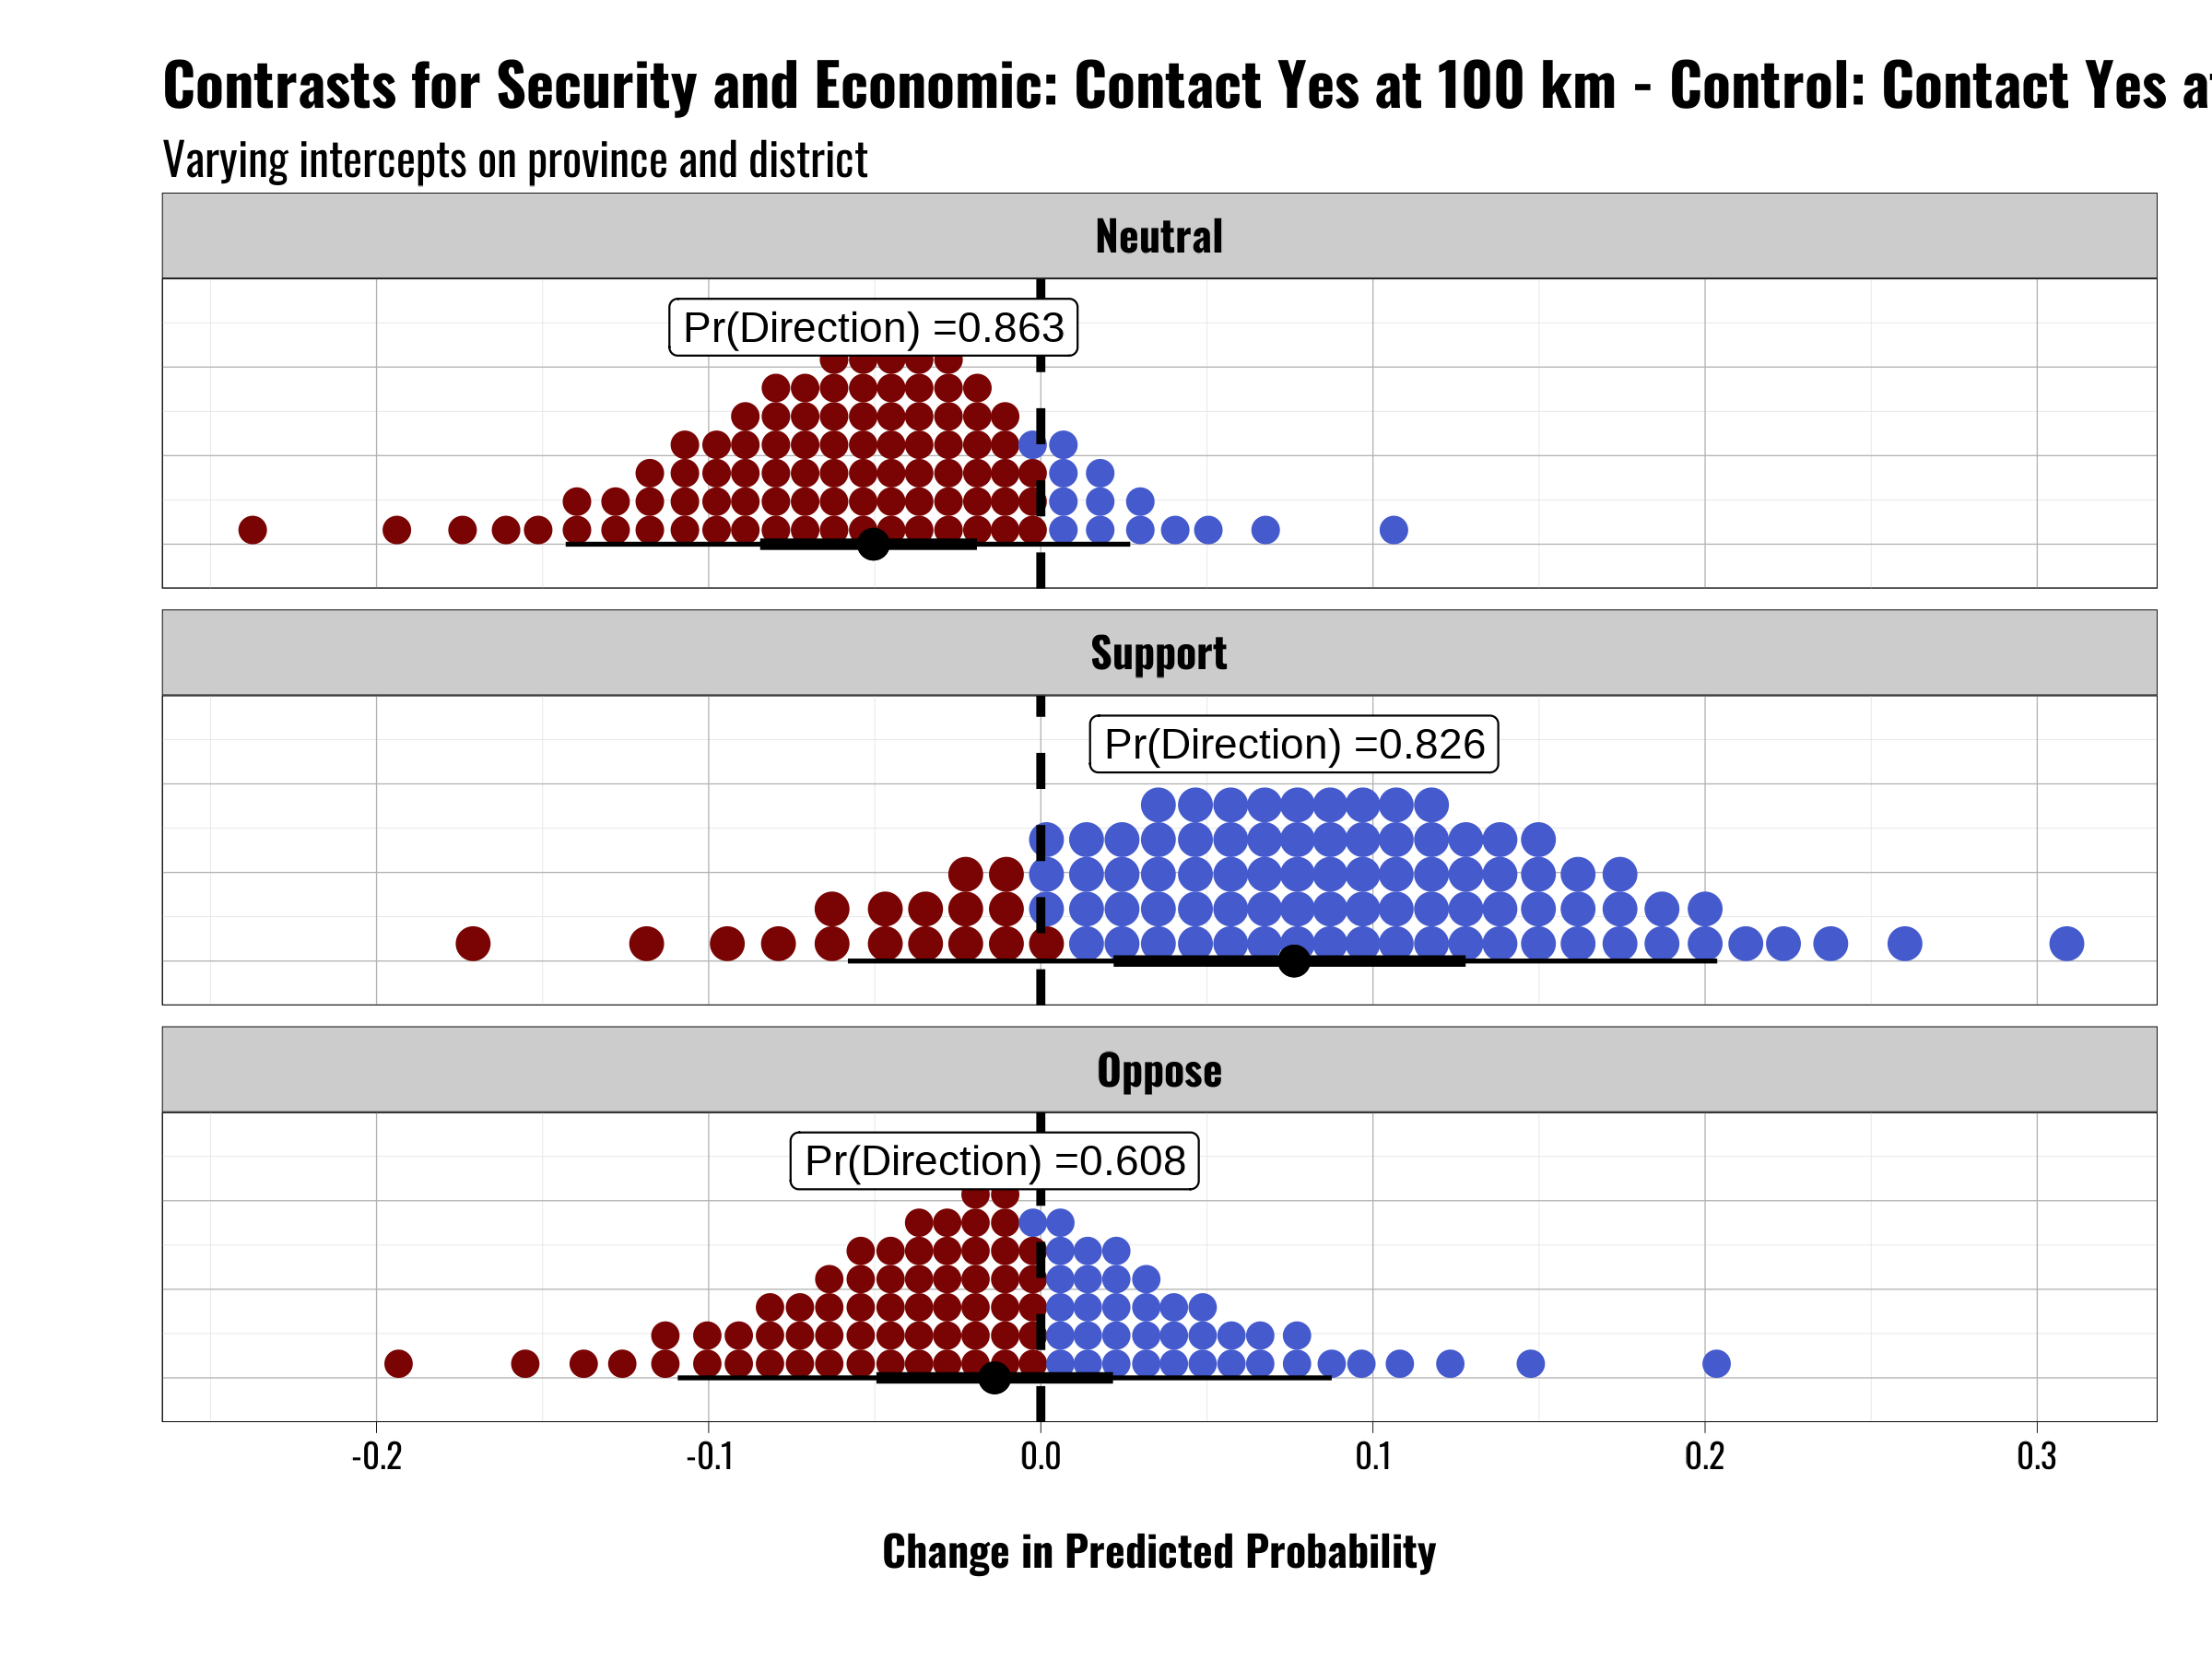 Contrasts for Security and Economic: Contact Yes at 100 km - Control: Contact Yes
Varying intercepts on province and district
Neutral
Pr(Direction) =0.863
Support
Pr(Direction) =0.826
Oppose
Pr(Direction) =0.608
-0.2 -0.1 0.0 0.1 0.2 0.3
Change in Predicted Probability